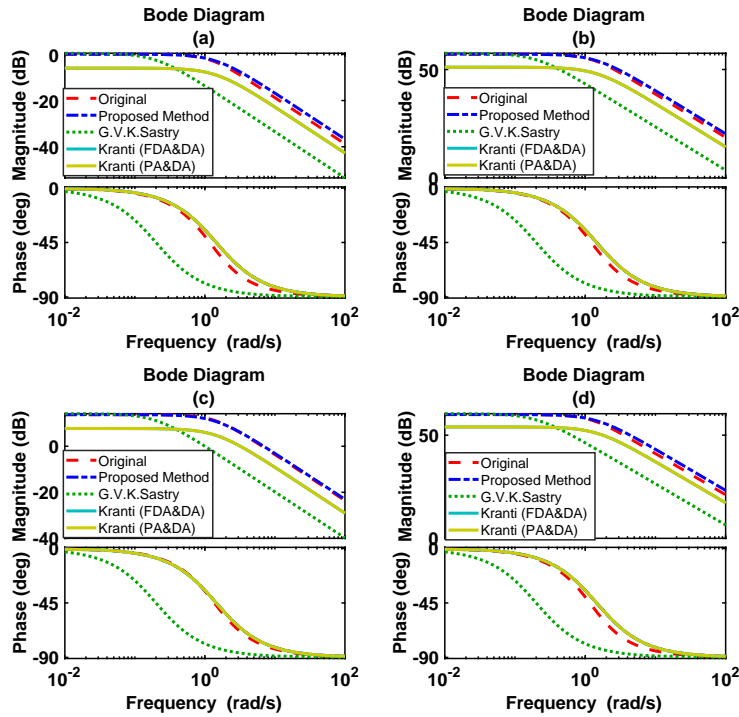 Bode Diagram
(a)
Magnitude (dB)
0
-20
-40
Original
Proposed Method
G.V.K.Sastry
Kranti (FDA&DA)
Kranti (PA&DA)
Phase (deg)
0
-45
-90
10^-2
10^0
10^2
Frequency (rad/s)
Bode Diagram
(b)
Magnitude (dB)
50
0
Original
Proposed Method
G.V.K.Sastry
Kranti (FDA&DA)
Kranti (PA&DA)
Phase (deg)
0
-45
-90
10^-2
10^0
10^2
Frequency (rad/s)
Bode Diagram
(c)
Magnitude (dB)
0
-20
-40
Original
Proposed Method
G.V.K.Sastry
Kranti (FDA&DA)
Kranti (PA&DA)
Phase (deg)
0
-45
-90
10^-2
10^0
10^2
Frequency (rad/s)
Bode Diagram
(d)
Magnitude (dB)
50
0
Original
Proposed Method
G.V.K.Sastry
Kranti (FDA&DA)
Kranti (PA&DA)
Phase (deg)
0
-45
-90
10^-2
10^0
10^2
Frequency (rad/s)